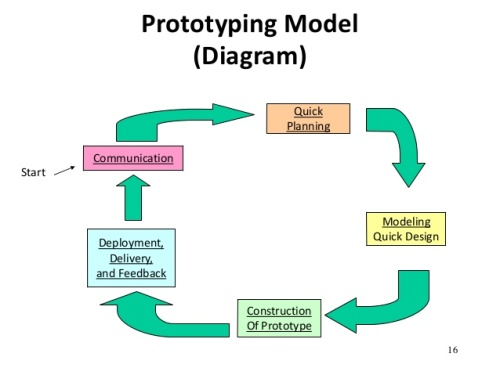 Prototyping Model
(Diagram)
Quick
Planning
Communication
Start
Modeling
Quick Design
Deployment,
Delivery,
and Feedback
Construction
Of Prototype
16